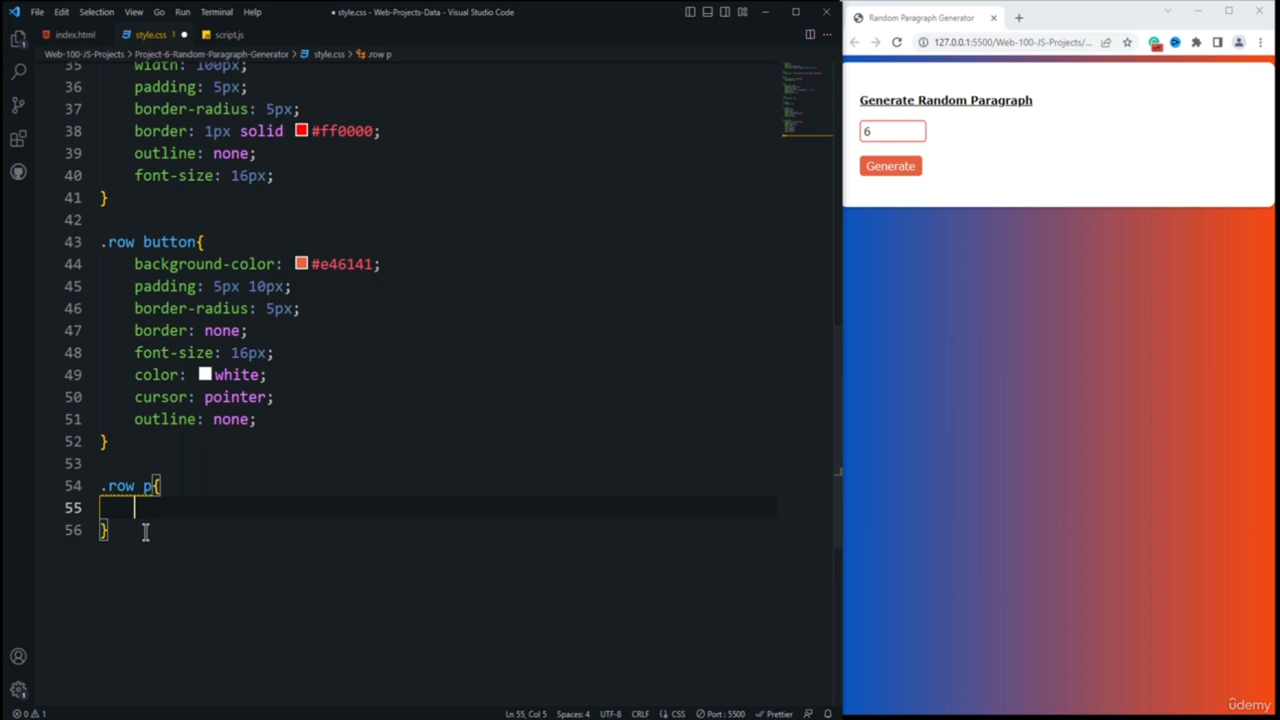 File Edit Selection View Go Run Terminal Help
● style.css - Web-Projects-Data - Visual Studio Code
index.html
style.css 1 ●
script.js
Web-100-JS-Projects > Project-6-Random-Paragraph-Generator > style.css > .row p
35 width: 100px;
36 padding: 5px;
37 border-radius: 5px;
38 border: 1px solid #ff0000;
39 outline: none;
40 font-size: 16px;
41 }
42
43 .row button{
44 background-color: #e46141;
45 padding: 5px 10px;
46 border-radius: 5px;
47 border: none;
48 font-size: 16px;
49 color: white;
50 cursor: pointer;
51 outline: none;
52 }
53
54 .row p{
55
56 }
0 1
Ln 55, Col 5 Spaces: 4 UTF-8 CRLF CSS Port : 5500 Prettier
Random Paragraph Generator
127.0.0.1:5500/Web-100-JS-Projects/...
Generate Random Paragraph
6
Generate
ûdemy